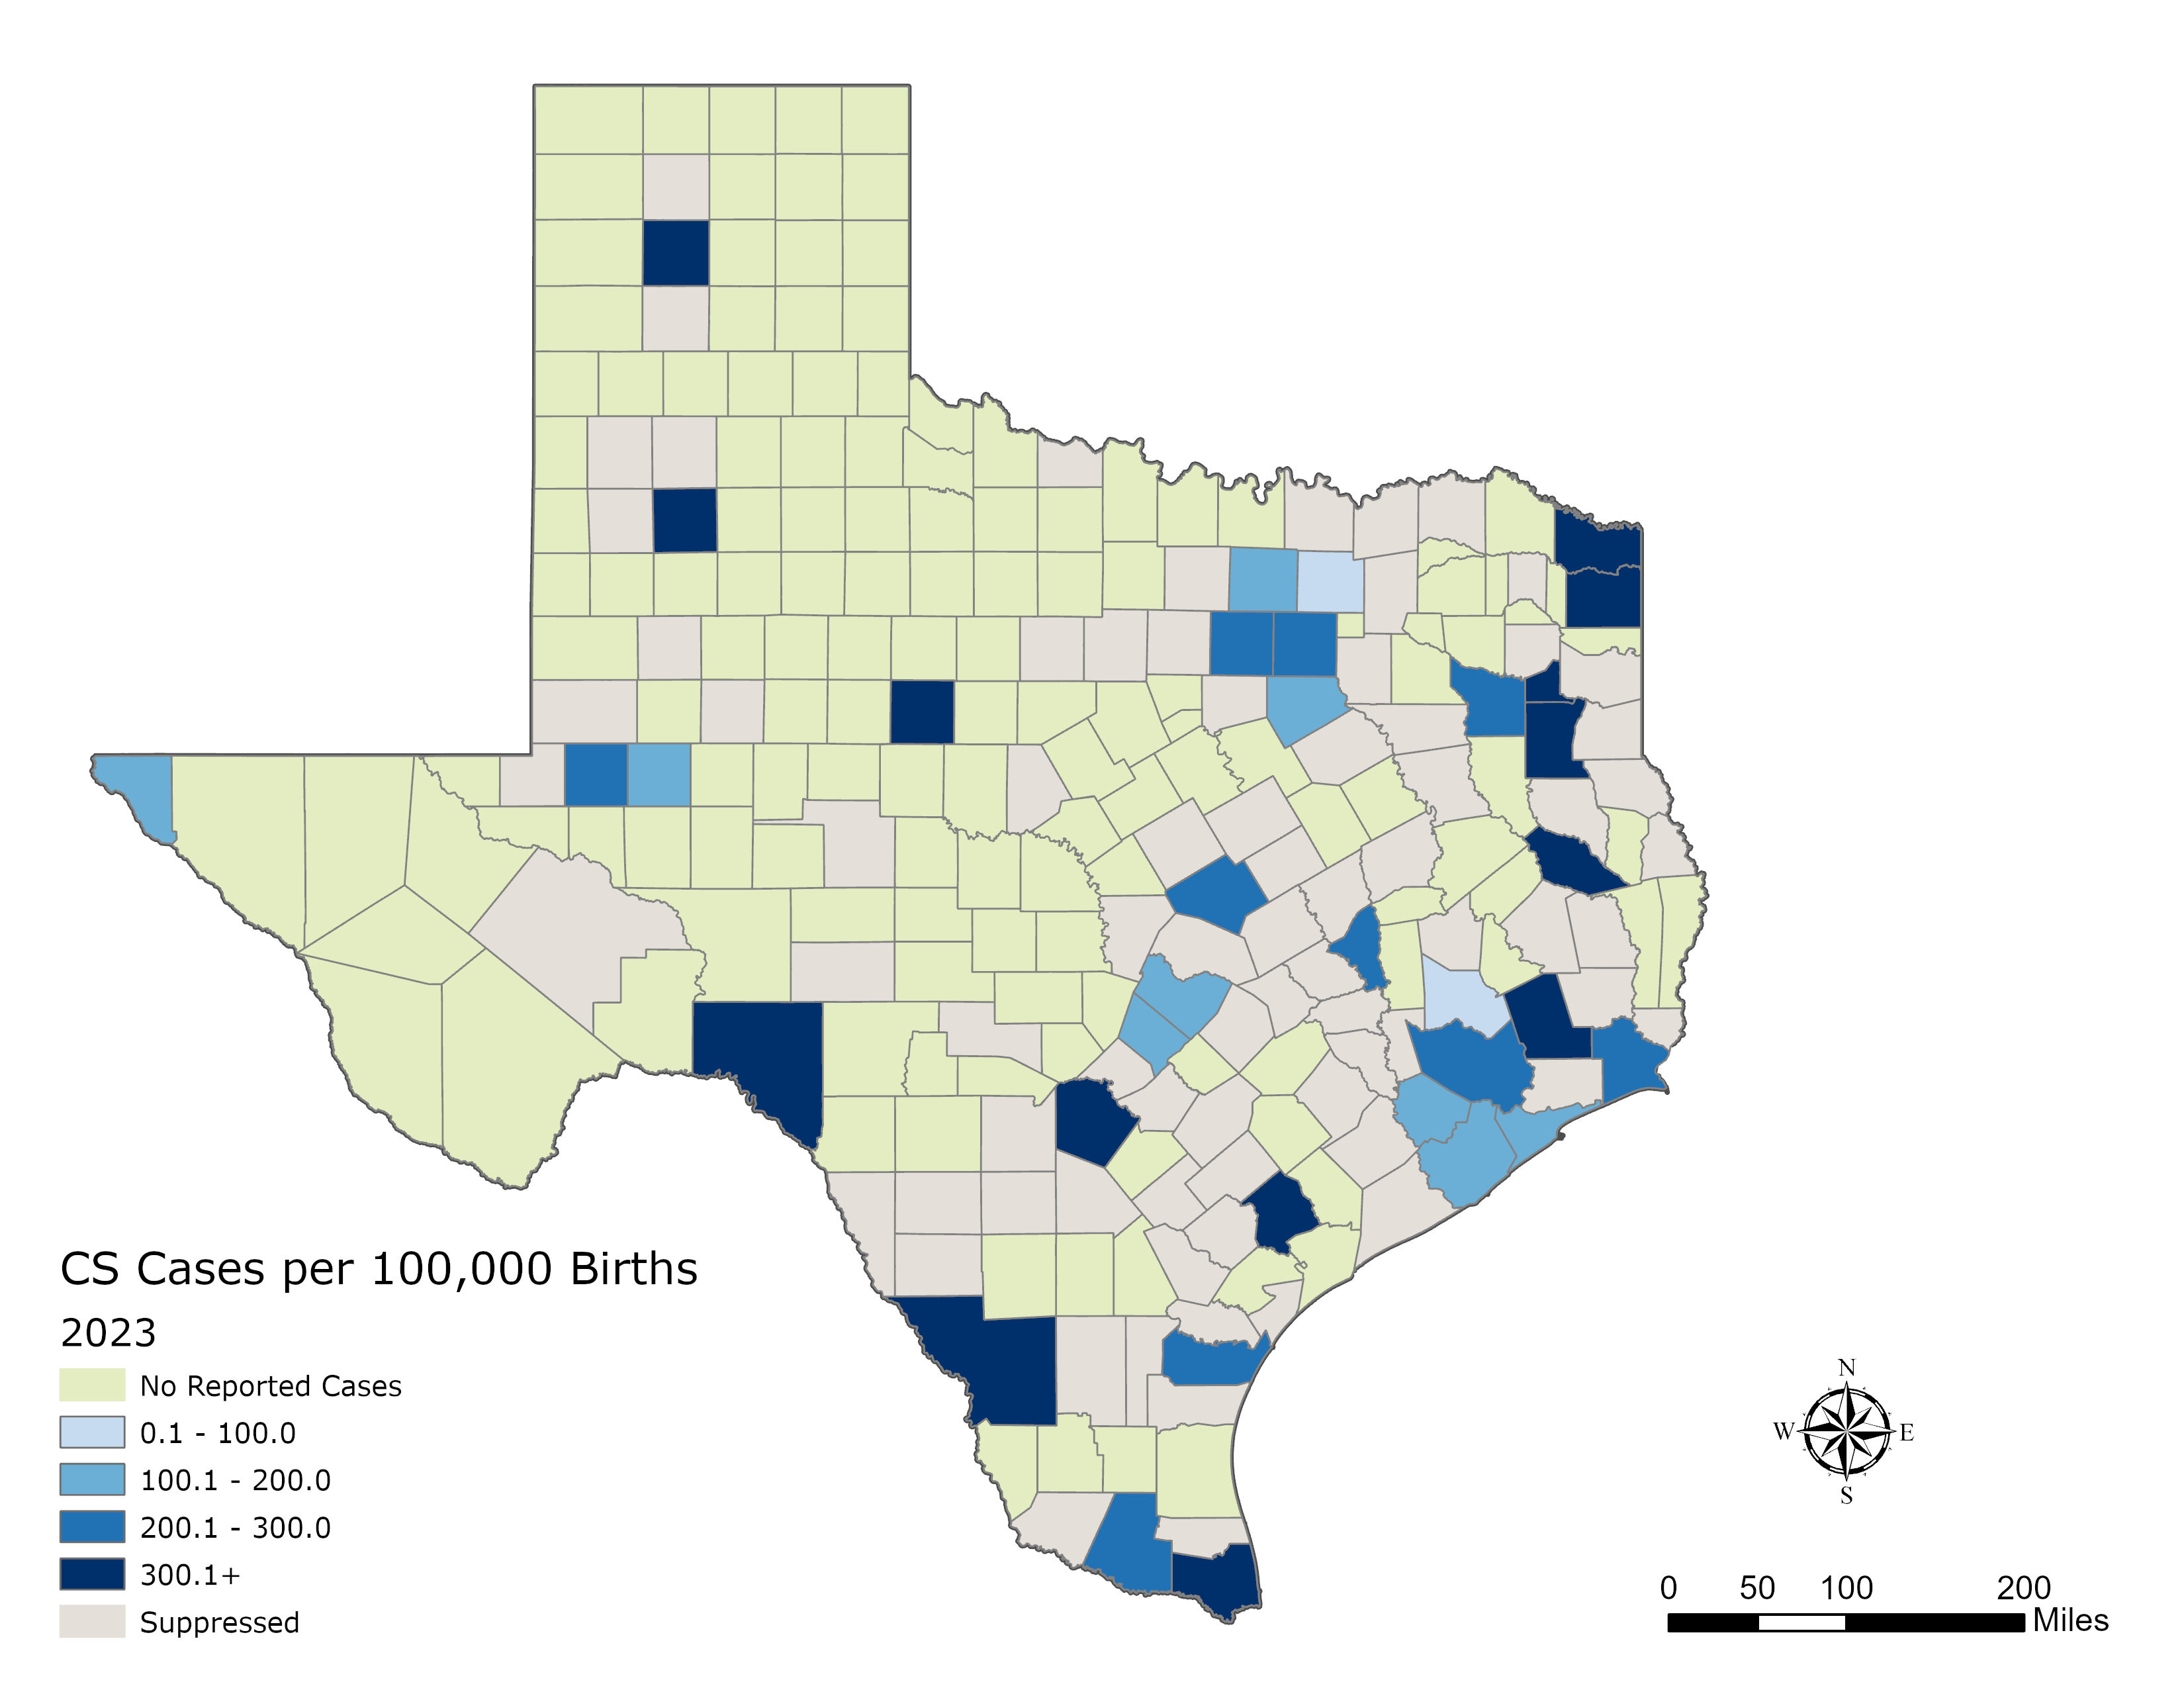 CS Cases per 100,000 Births
2023
No Reported Cases
0.1 - 100.0
100.1 - 200.0
200.1 - 300.0
300.1+
Suppressed
N
W E
S
0 50 100 200
Miles